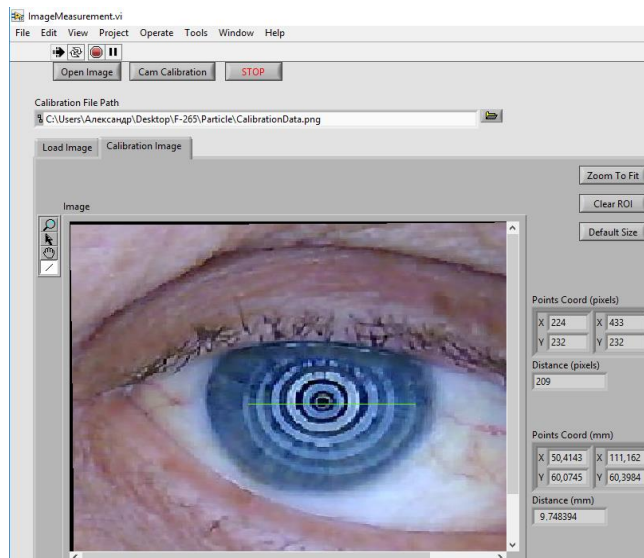 ImageMeasurement.vi
File Edit View Project Operate Tools Window Help
Open Image Cam Calibration STOP
Calibration File Path
C:\Users\Александр\Desktop\F-265\Particle\CalibrationData.png
Load Image Calibration Image
Zoom To Fit
Image
Clear ROI
Default Size
Points Coord (pixels)
X 224 X 433
Y 232 Y 232
Distance (pixels)
209
Points Coord (mm)
X 50,4143 X 111,162
Y 60,0745 Y 60,3984
Distance (mm)
9.748394